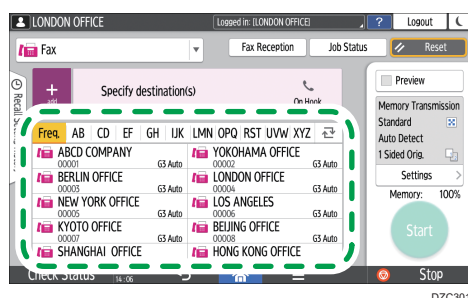 LONDON OFFICE
Logged in: [LONDON OFFICE]
?
Logout
Fax
Fax Reception
Job Status
Reset
Recall
Specify destination(s)
On Hook
add
Preview
Memory Transmission
Standard
Auto Detect
1 Sided Orig.
Settings >
Memory: 100%
Start
Freq. AB CD EF GH IJK LMN OPQ RST UVW XYZ
ABCD COMPANY
00001 G3 Auto
YOKOHAMA OFFICE
00002 G3 Auto
BERLIN OFFICE
00003
LONDON OFFICE
00004 G3 Auto
NEW YORK OFFICE
00005 G3 Auto
LOS ANGELES
00006 G3 Auto
KYOTO OFFICE
00007 G3 Auto
BEIJING OFFICE
00008 G3 Auto
SHANGHAI OFFICE
HONG KONG OFFICE
Check Status
14:06
Stop